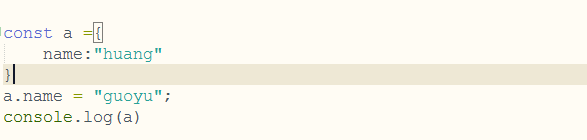 const a ={
    name:"huang"
}
a.name = "guoyu";
console.log(a)